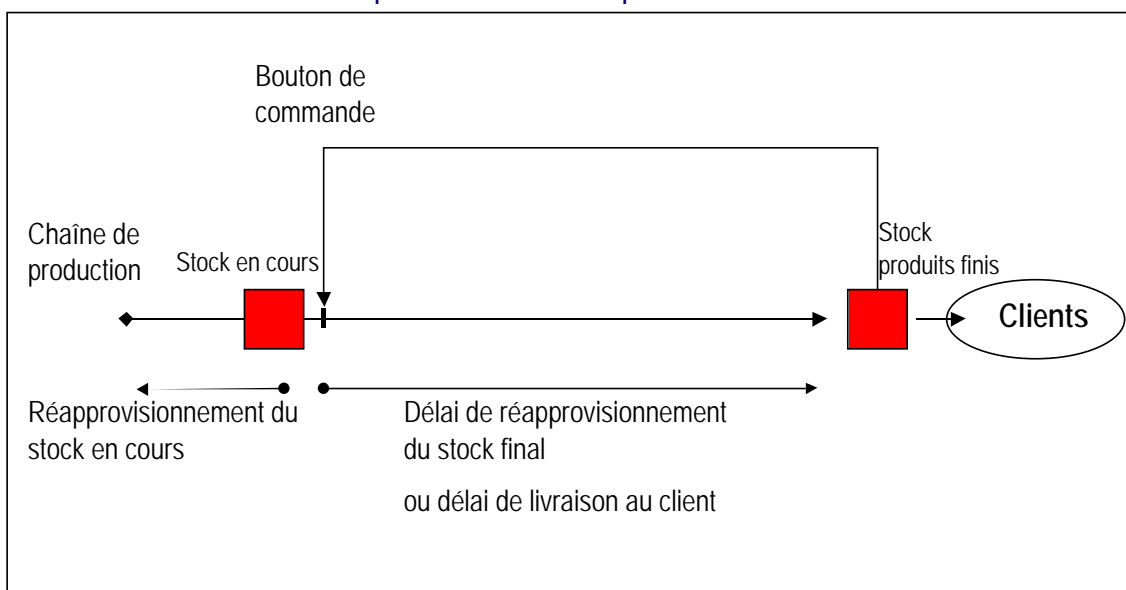 Bouton de
commande
Chaîne de
production
Stock en cours
Stock
produits finis
Clients
Réapprovisionnement du
stock en cours
Délai de réapprovisionnement
du stock final
ou délai de livraison au client